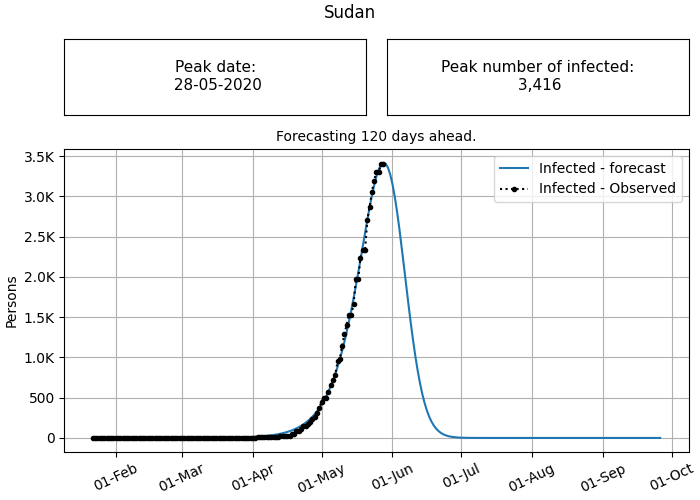 Sudan
Peak date:
28-05-2020
Peak number of infected:
3,416
Forecasting 120 days ahead.
3.5K
3.0K
2.5K
2.0K
1.5K
1.0K
500
0
Persons
Infected - forecast
Infected - Observed
01-Feb
01-Mar
01-Apr
01-May
01-Jun
01-Jul
01-Aug
01-Sep
01-Oct